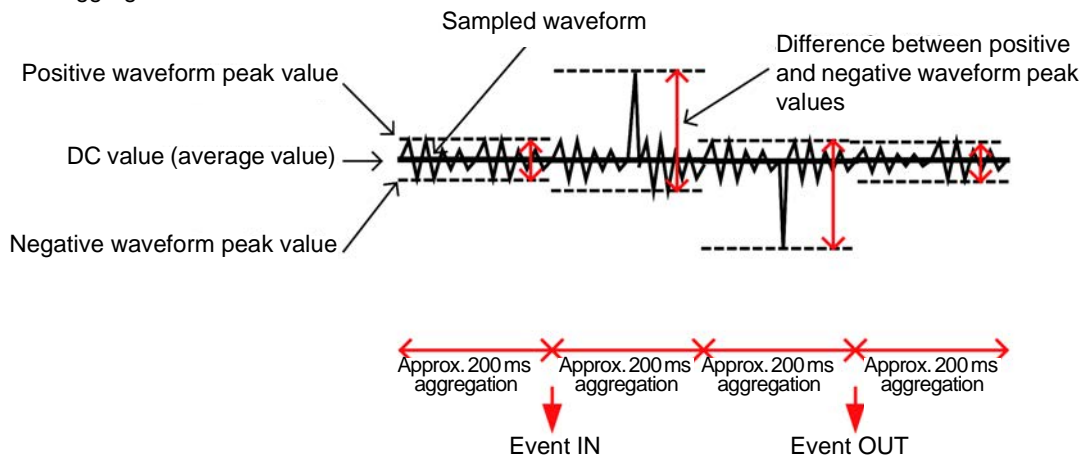 Sampled waveform
Positive waveform peak value
Difference between positive
and negative waveform peak
values
DC value (average value)
Negative waveform peak value
Approx. 200 ms
aggregation
Approx. 200 ms
aggregation
Approx. 200 ms
aggregation
Approx. 200 ms
aggregation
Event IN
Event OUT